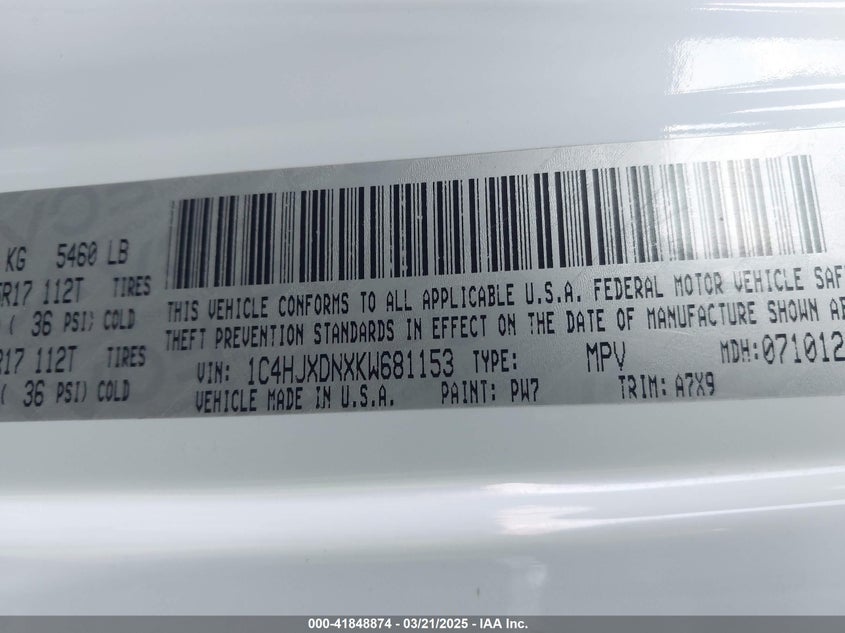 KG 5460 LB
R17 112T TIRES
( 36 PSI) COLD
R17 112T TIRES
( 36 PSI) COLD
THIS VEHICLE CONFORMS TO ALL APPLICABLE U.S.A. FEDERAL MOTOR VEHICLE SAF
THEFT PREVENTION STANDARDS IN EFFECT ON THE DATE OF MANUFACTURE SHOWN AB
VIN: 1C4HJXDNXKW681153 TYPE: MPV MDH:071012
VEHICLE MADE IN U.S.A. PAINT: PW7 TRIM: A7X9
000-41848874 — 03/21/2025 — IAA Inc.